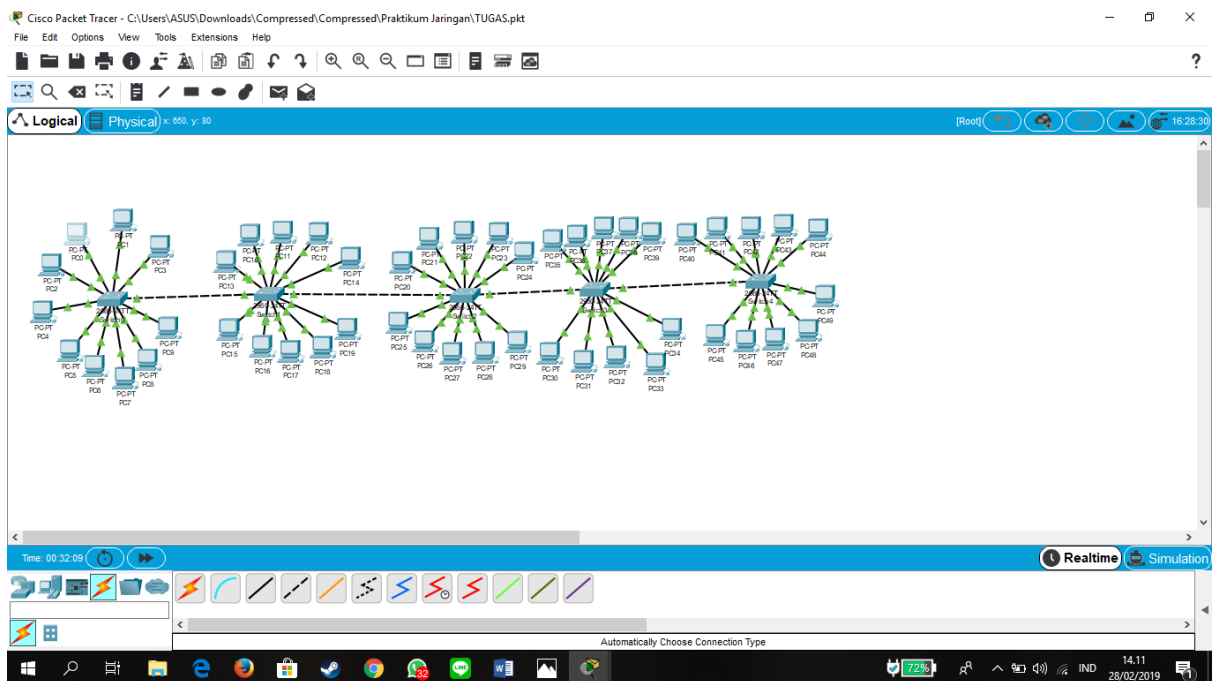 Cisco Packet Tracer - C:\Users\ASUS\Downloads\Compressed\Compressed\Praktikum Jaringan\TUGAS.pkt
File Edit Options View Tools Extensions Help
Logical Physical x: 650, y: 80 [Root] 16:28:30
PC-PT PC0
PC-PT PC1
PC-PT PC3
PC-PT PC2
PC-PT PC4
PC-PT PC5
PC-PT PC6
PC-PT PC7
PC-PT PC8
PC-PT PC9
PC-PT PC11
PC-PT PC12
PC-PT PC13
PC-PT PC14
Switch1
PC-PT PC15
PC-PT PC16
PC-PT PC17
PC-PT PC18
PC-PT PC19
PC-PT PC21
PC-PT PC22
PC-PT PC23
PC-PT PC24
PC-PT PC20
PC-PT PC25
PC-PT PC26
PC-PT PC27
PC-PT PC28
PC-PT PC29
PC-PT PC35
PC-PT PC39
PC-PT PC30
PC-PT PC31
PC-PT PC32
PC-PT PC33
PC-PT PC34
PC-PT PC40
PC-PT PC41
PC-PT PC43
PC-PT PC44
Switch4
PC-PT PC49
PC-PT PC45
PC-PT PC46
PC-PT PC47
PC-PT PC48
Time: 00:32:09 Realtime Simulation
Automatically Choose Connection Type
32 72% IND 14.11
28/02/2019 1